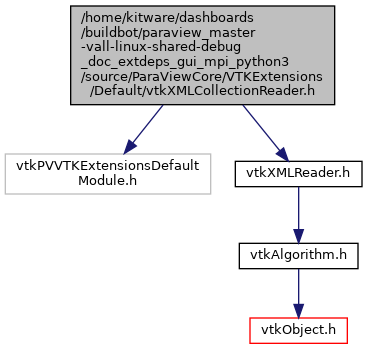 /home/kitware/dashboards
/buildbot/paraview_master
-vall-linux-shared-debug
_doc_extdeps_gui_mpi_python3
/source/ParaViewCore/VTKExtensions
/Default/vtkXMLCollectionReader.h
vtkPVVTKExtensionsDefault
Module.h
vtkXMLReader.h
vtkAlgorithm.h
vtkObject.h